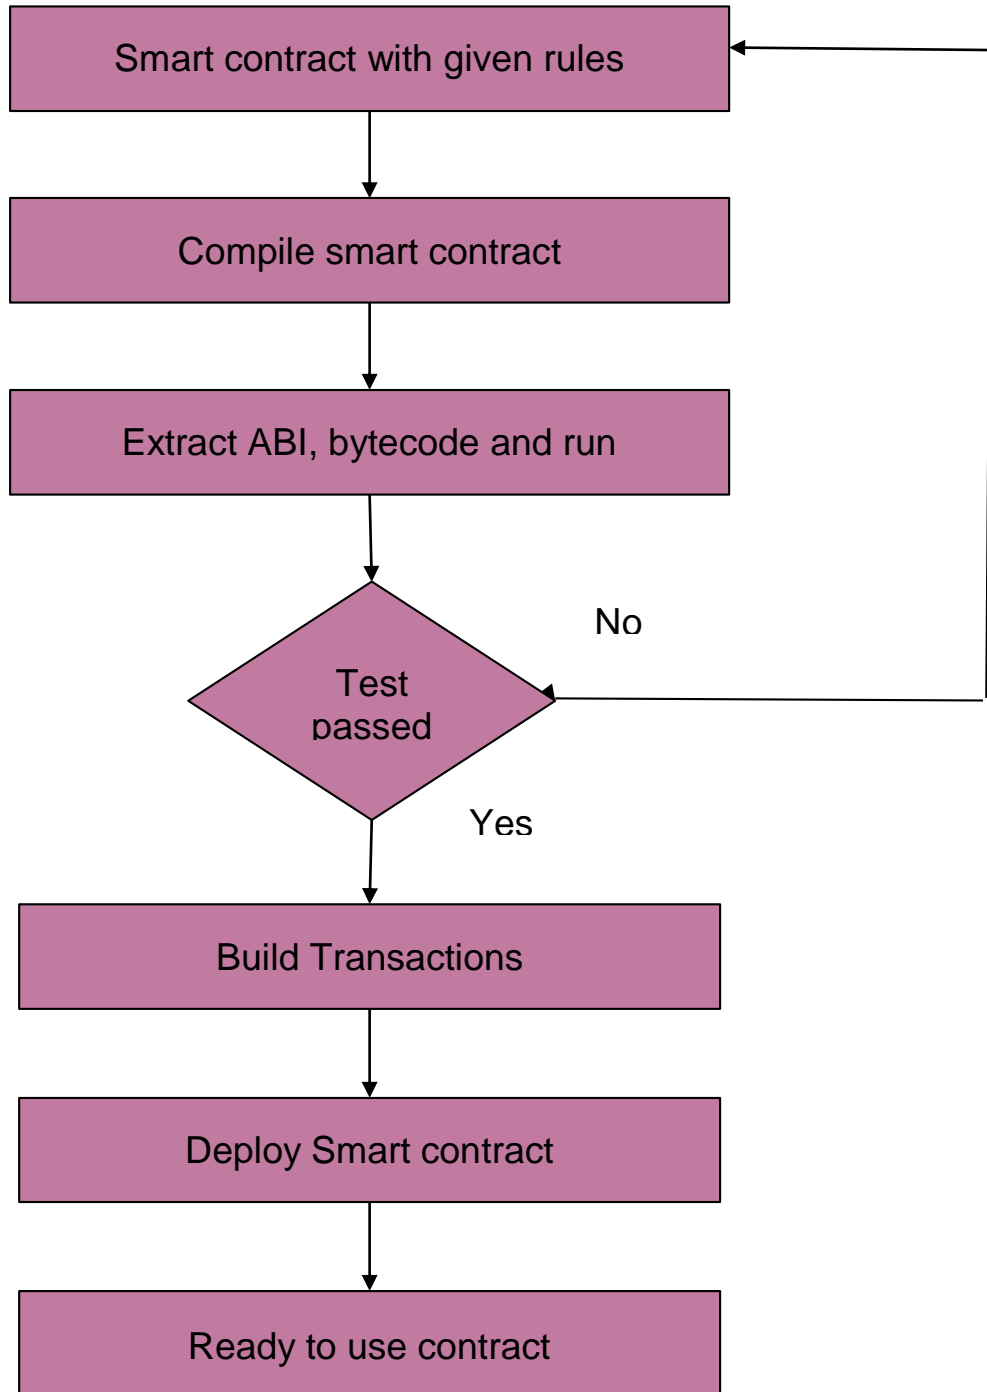 Smart contract with given rules
Compile smart contract
Extract ABI, bytecode and run
No
Test
passed
Yes
Build Transactions
Deploy Smart contract
Ready to use contract